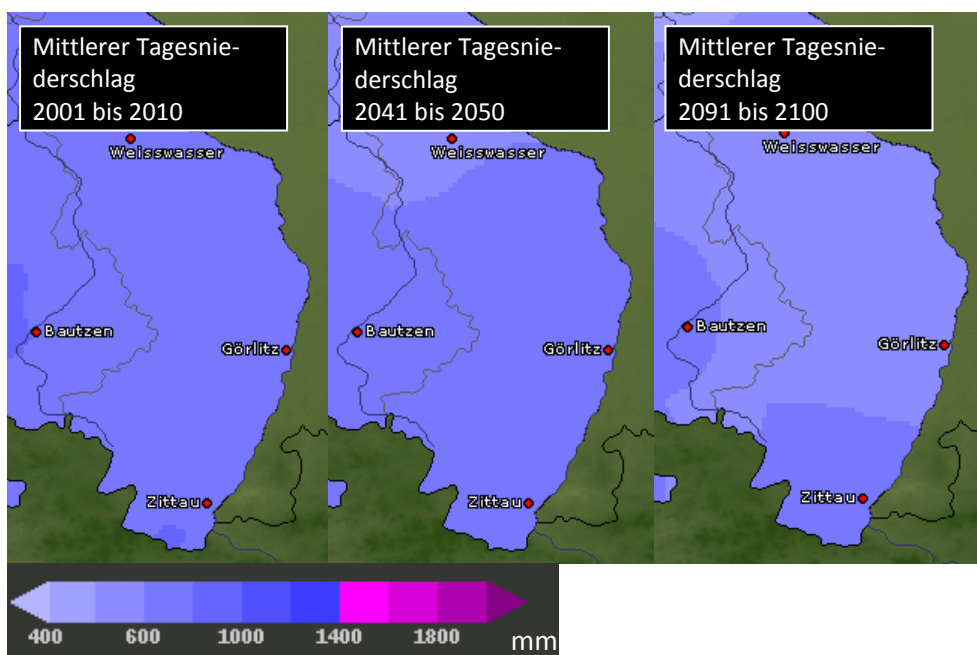 Mittlerer Tagesnie-
derschlag
2001 bis 2010
Weisswasser
Bautzen
Görlitz
Zittau
Mittlerer Tagesnie-
derschlag
2041 bis 2050
Weisswasser
Bautzen
Görlitz
Zittau
Mittlerer Tagesnie-
derschlag
2091 bis 2100
Weisswasser
Bautzen
Görlitz
Zittau
400 600 1000 1400 1800 mm